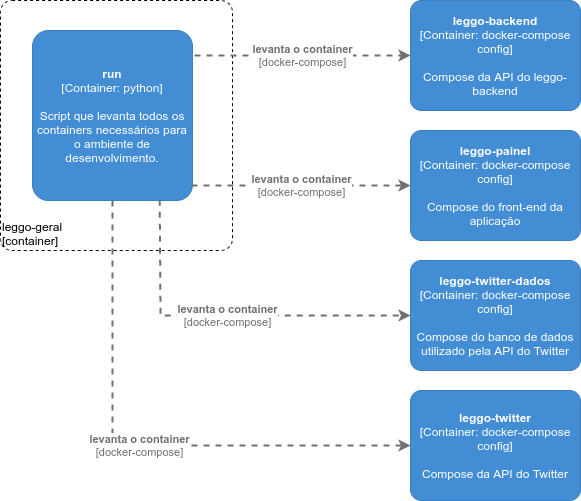 run
[Container: python]
Script que levanta todos os
containers necessários para
o ambiente de
desenvolvimento.
leggo-geral
[container]
levanta o container
[docker-compose]
leggo-backend
[Container: docker-compose
config]
Compose da API do leggo-
backend
levanta o container
[docker-compose]
leggo-painel
[Container: docker-compose
config]
Compose do front-end da
aplicação
levanta o container
[docker-compose]
leggo-twitter-dados
[Container: docker-compose
config]
Compose do banco de dados
utilizado pela API do Twitter
levanta o container
[docker-compose]
leggo-twitter
[Container: docker-compose
config]
Compose da API do Twitter